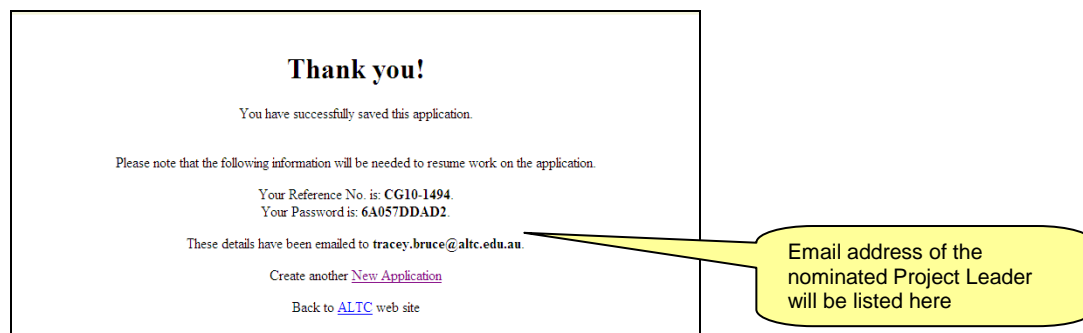 Thank you!
You have successfully saved this application.
Please note that the following information will be needed to resume work on the application.
Your Reference No. is: CG10-1494.
Your Password is: 6A057DDAD2.
These details have been emailed to tracey.bruce@altc.edu.au.
Create another New Application
Back to ALTC web site
Email address of the
nominated Project Leader
will be listed here